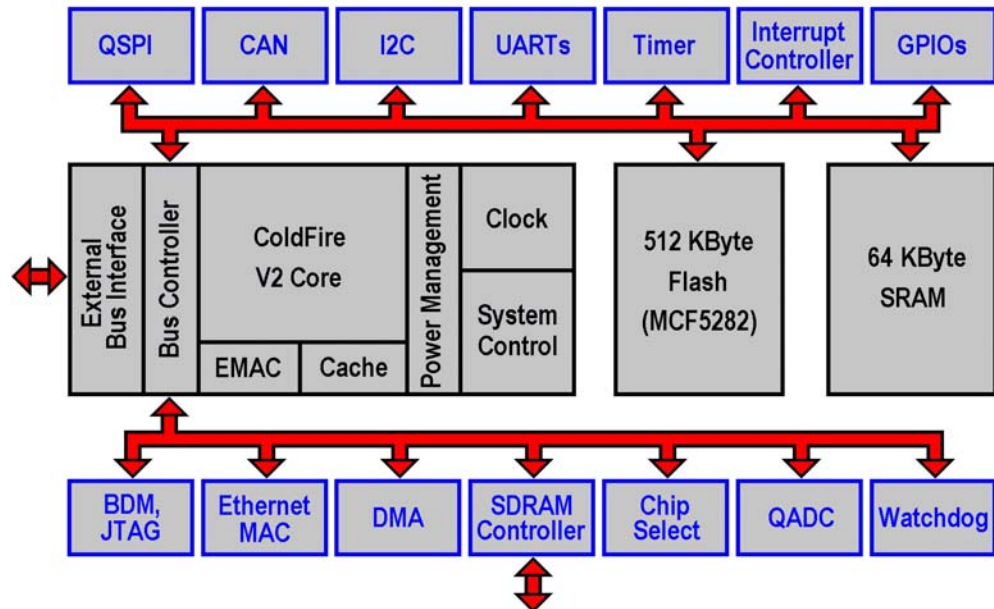 QSPI
CAN
I2C
UARTs
Timer
Interrupt
Controller
GPIOs
External
Bus Interface
Bus Controller
ColdFire
V2 Core
EMAC
Cache
Power Management
Clock
System
Control
512 KByte
Flash
(MCF5282)
64 KByte
SRAM
BDM,
JTAG
Ethernet
MAC
DMA
SDRAM
Controller
Chip
Select
QADC
Watchdog